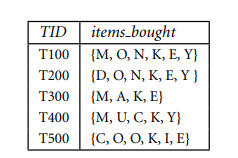 TID items_bought
T100 {M, O, N, K, E, Y}
T200 {D, O, N, K, E, Y }
T300 {M, A, K, E}
T400 {M, U, C, K, Y}
T500 {C, O, O, K, I, E}